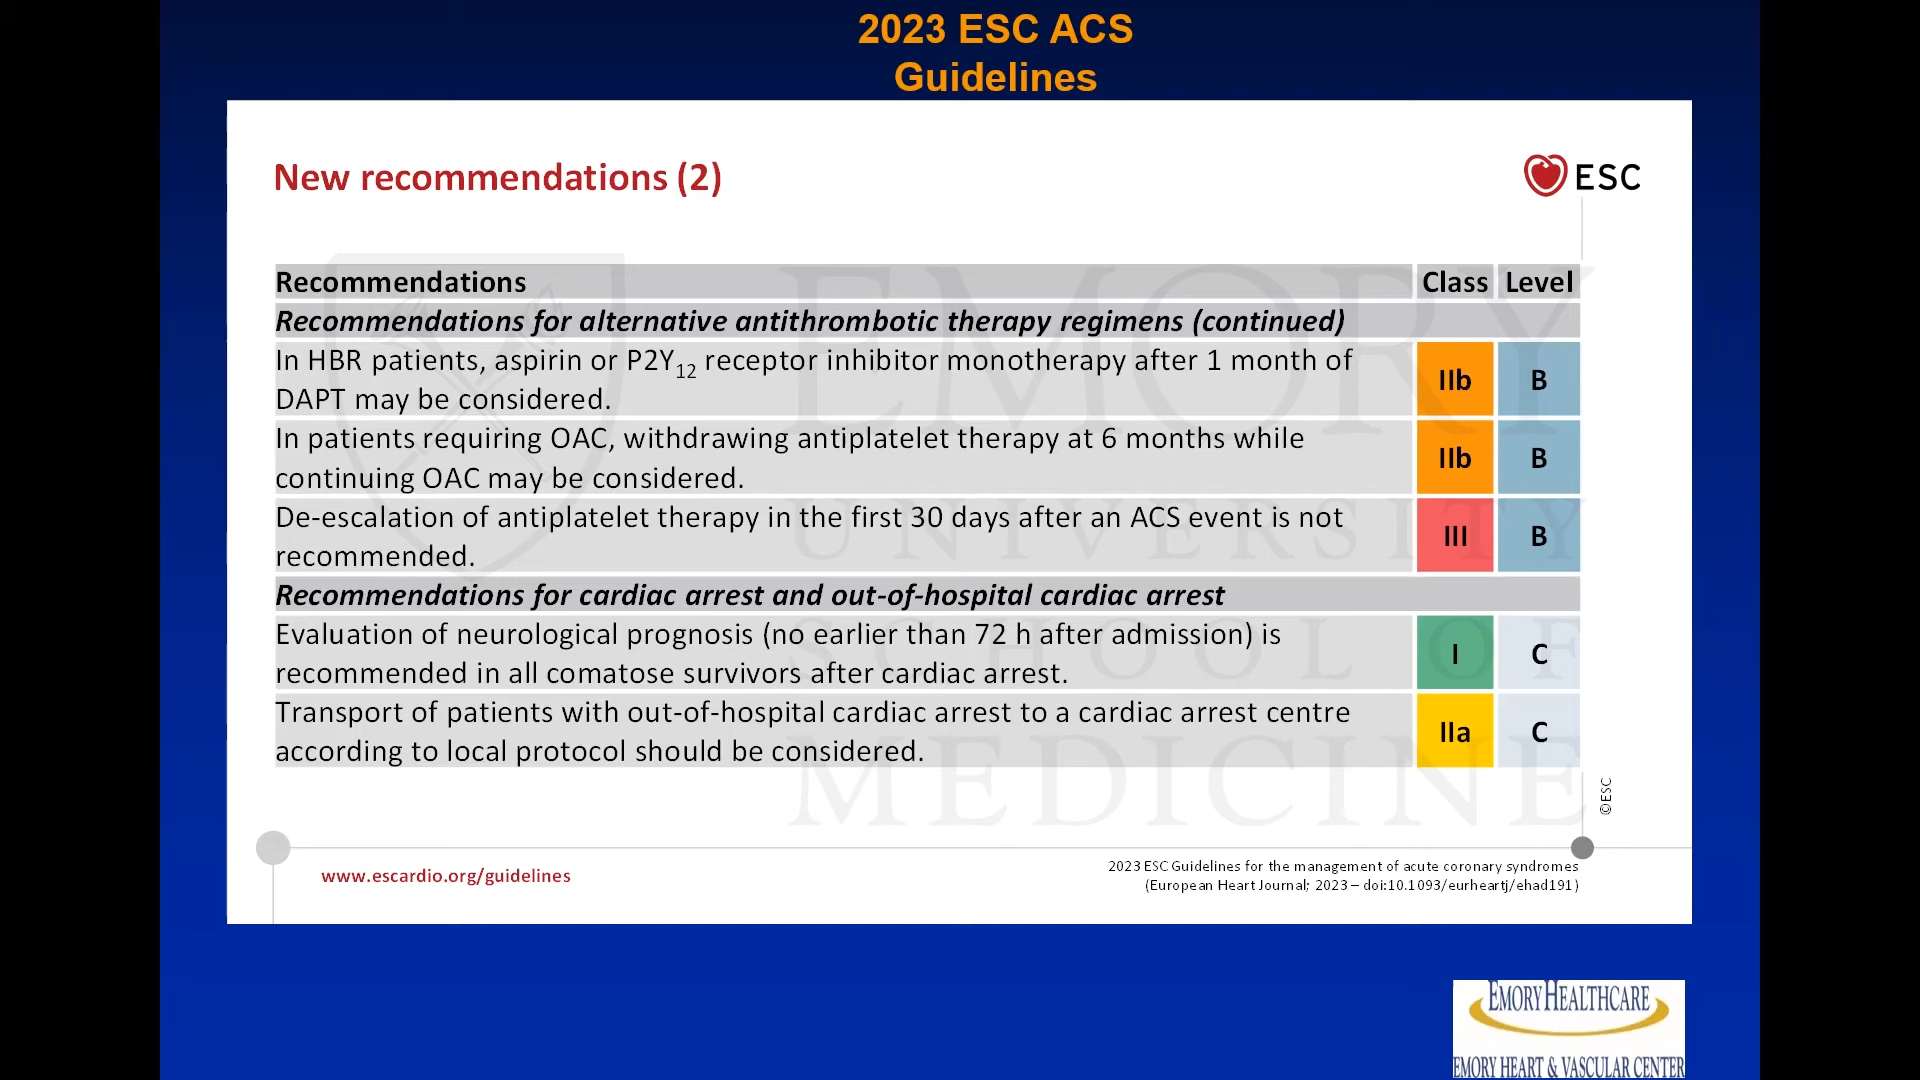 2023 ESC ACS
Guidelines
New recommendations (2)
ESC
Recommendations Class Level
Recommendations for alternative antithrombotic therapy regimens (continued)
In HBR patients, aspirin or P2Y12 receptor inhibitor monotherapy after 1 month of
DAPT may be considered.
IIb B
In patients requiring OAC, withdrawing antiplatelet therapy at 6 months while
continuing OAC may be considered.
IIb B
De-escalation of antiplatelet therapy in the first 30 days after an ACS event is not
recommended.
III B
Recommendations for cardiac arrest and out-of-hospital cardiac arrest
Evaluation of neurological prognosis (no earlier than 72 h after admission) is
recommended in all comatose survivors after cardiac arrest.
I C
Transport of patients with out-of-hospital cardiac arrest to a cardiac arrest centre
according to local protocol should be considered.
IIa C
EMORY
UNIVERSITY
SCHOOL OF
MEDICINE
©ESC
www.escardio.org/guidelines
2023 ESC Guidelines for the management of acute coronary syndromes
(European Heart Journal; 2023 – doi:10.1093/eurheartj/ehad191)
EMORY HEALTHCARE
EMORY HEART & VASCULAR CENTER